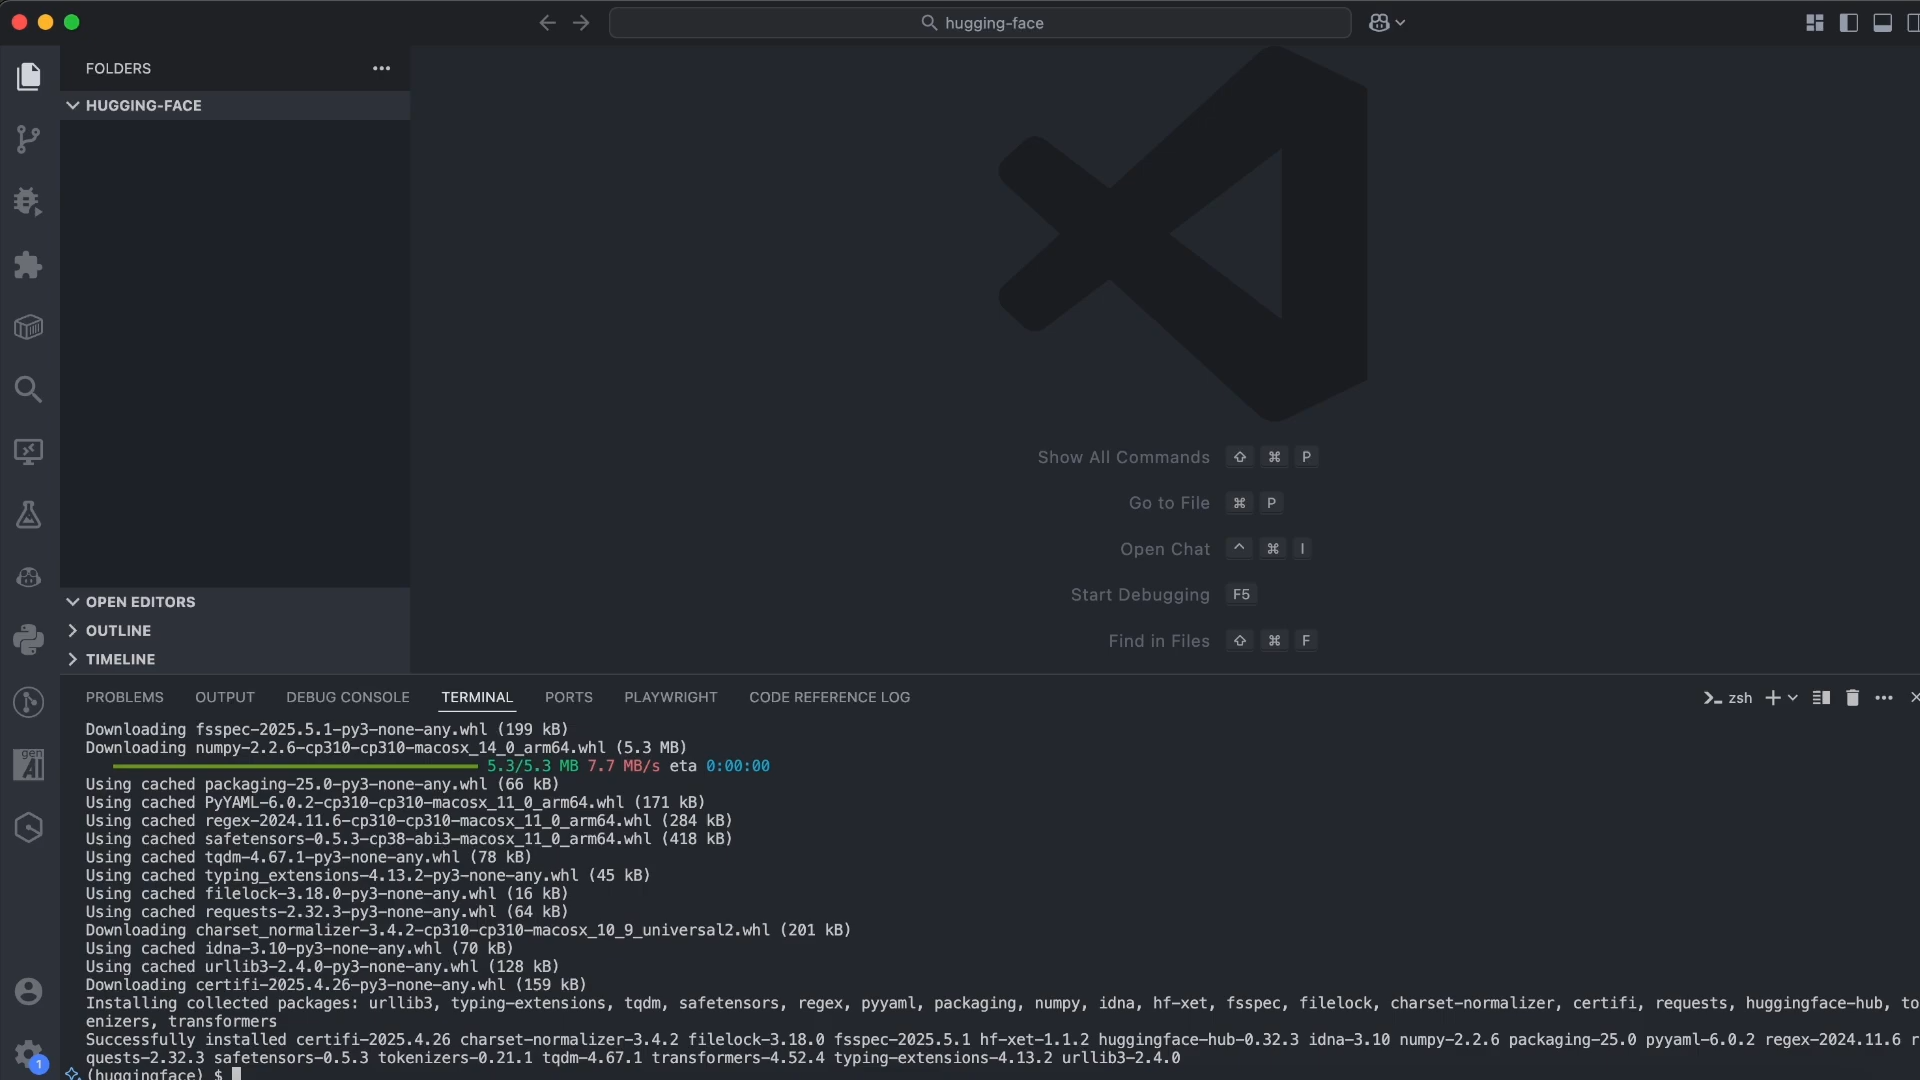 hugging-face
FOLDERS
HUGGING-FACE
Show All Commands ⇧ ⌘ P
Go to File ⌘ P
Open Chat ^ ⌘ I
Start Debugging F5
Find in Files ⇧ ⌘ F
OPEN EDITORS
OUTLINE
TIMELINE
gen
AI
1
PROBLEMS OUTPUT DEBUG CONSOLE TERMINAL PORTS PLAYWRIGHT CODE REFERENCE LOG zsh
Downloading fsspec-2025.5.1-py3-none-any.whl (199 kB)
Downloading numpy-2.2.6-cp310-cp310-macosx_14_0_arm64.whl (5.3 MB)
5.3/5.3 MB 7.7 MB/s eta 0:00:00
Using cached packaging-25.0-py3-none-any.whl (66 kB)
Using cached PyYAML-6.0.2-cp310-cp310-macosx_11_0_arm64.whl (171 kB)
Using cached regex-2024.11.6-cp310-cp310-macosx_11_0_arm64.whl (284 kB)
Using cached safetensors-0.5.3-cp38-abi3-macosx_11_0_arm64.whl (418 kB)
Using cached tqdm-4.67.1-py3-none-any.whl (78 kB)
Using cached typing_extensions-4.13.2-py3-none-any.whl (45 kB)
Using cached filelock-3.18.0-py3-none-any.whl (16 kB)
Using cached requests-2.32.3-py3-none-any.whl (64 kB)
Downloading charset_normalizer-3.4.2-cp310-cp310-macosx_10_9_universal2.whl (201 kB)
Using cached idna-3.10-py3-none-any.whl (70 kB)
Using cached urllib3-2.4.0-py3-none-any.whl (128 kB)
Downloading certifi-2025.4.26-py3-none-any.whl (159 kB)
Installing collected packages: urllib3, typing-extensions, tqdm, safetensors, regex, pyyaml, packaging, numpy, idna, hf-xet, fsspec, filelock, charset-normalizer, certifi, requests, huggingface-hub, to
enizers, transformers
Successfully installed certifi-2025.4.26 charset-normalizer-3.4.2 filelock-3.18.0 fsspec-2025.5.1 hf-xet-1.1.2 huggingface-hub-0.32.3 idna-3.10 numpy-2.2.6 packaging-25.0 pyyaml-6.0.2 regex-2024.11.6 r
quests-2.32.3 safetensors-0.5.3 tokenizers-0.21.1 tqdm-4.67.1 transformers-4.52.4 typing-extensions-4.13.2 urllib3-2.4.0
(huggingface) $